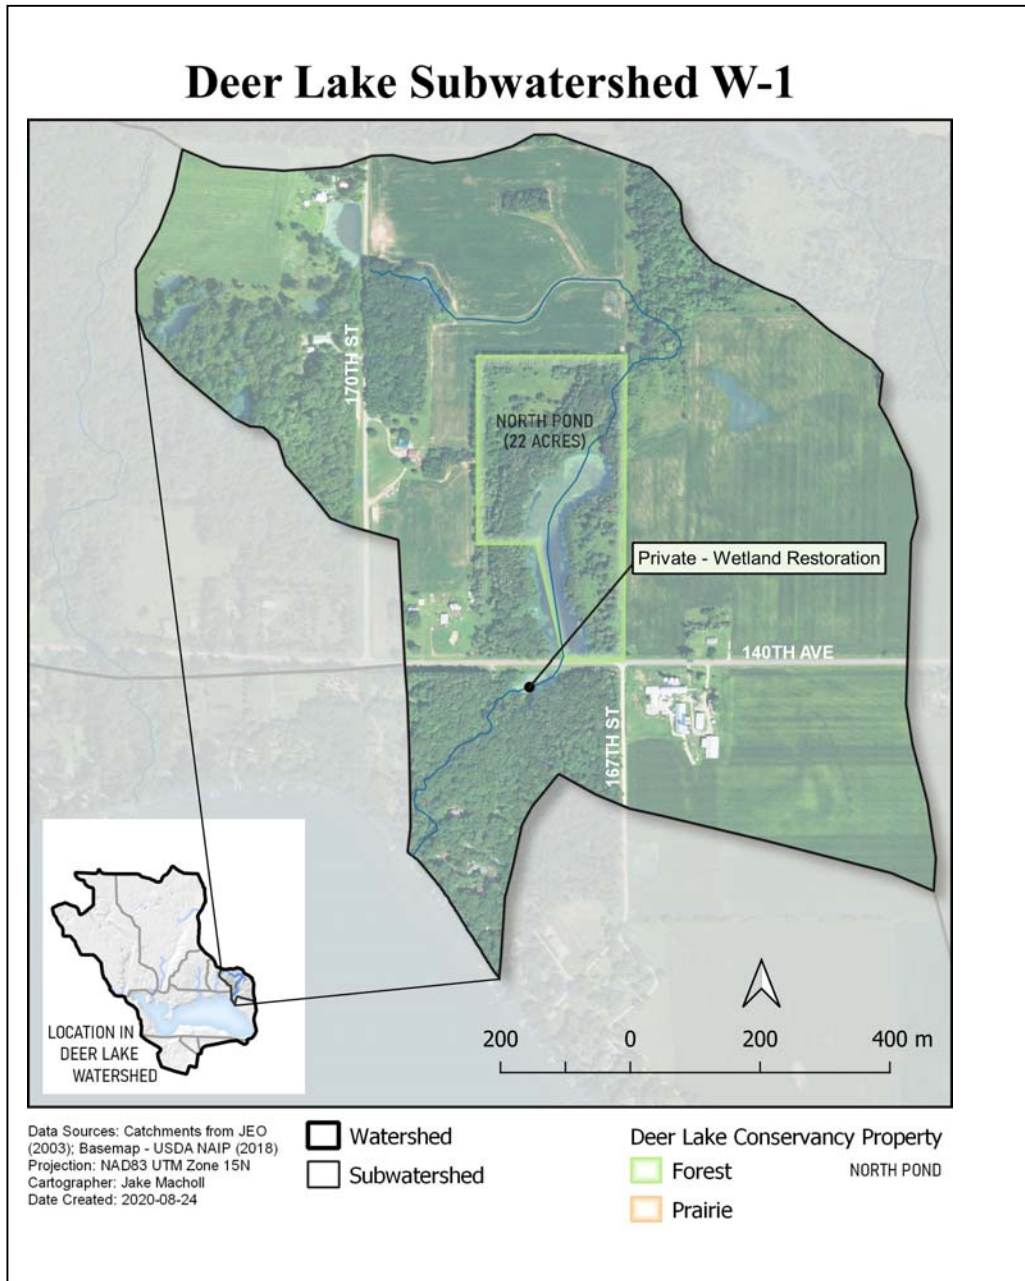 Deer Lake Subwatershed W-1
170TH ST
NORTH POND
(22 ACRES)
Private - Wetland Restoration
140TH AVE
167TH ST
LOCATION IN
DEER LAKE
WATERSHED
200 0 200 400 m
Data Sources: Catchments from JEO
(2003); Basemap - USDA NAIP (2018)
Projection: NAD83 UTM Zone 15N
Cartographer: Jake Macholl
Date Created: 2020-08-24
Watershed
Subwatershed
Deer Lake Conservancy Property
Forest
NORTH POND
Prairie